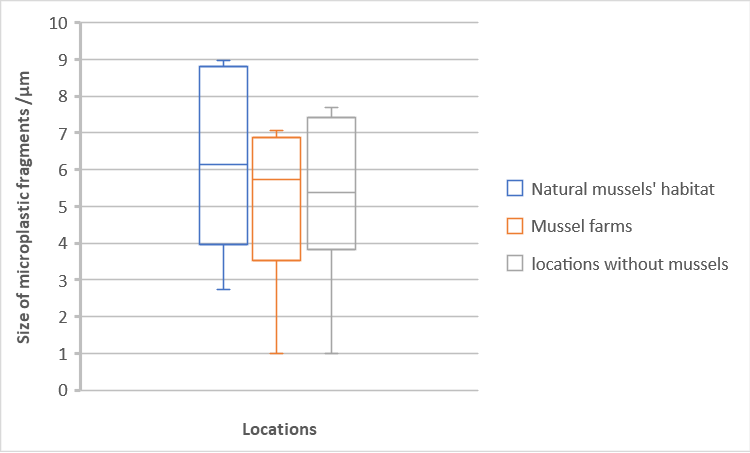 10
9
8
7
6
5
4
3
2
1
0
Size of microplastic fragments /µm
Locations
Natural mussels' habitat
Mussel farms
locations without mussels